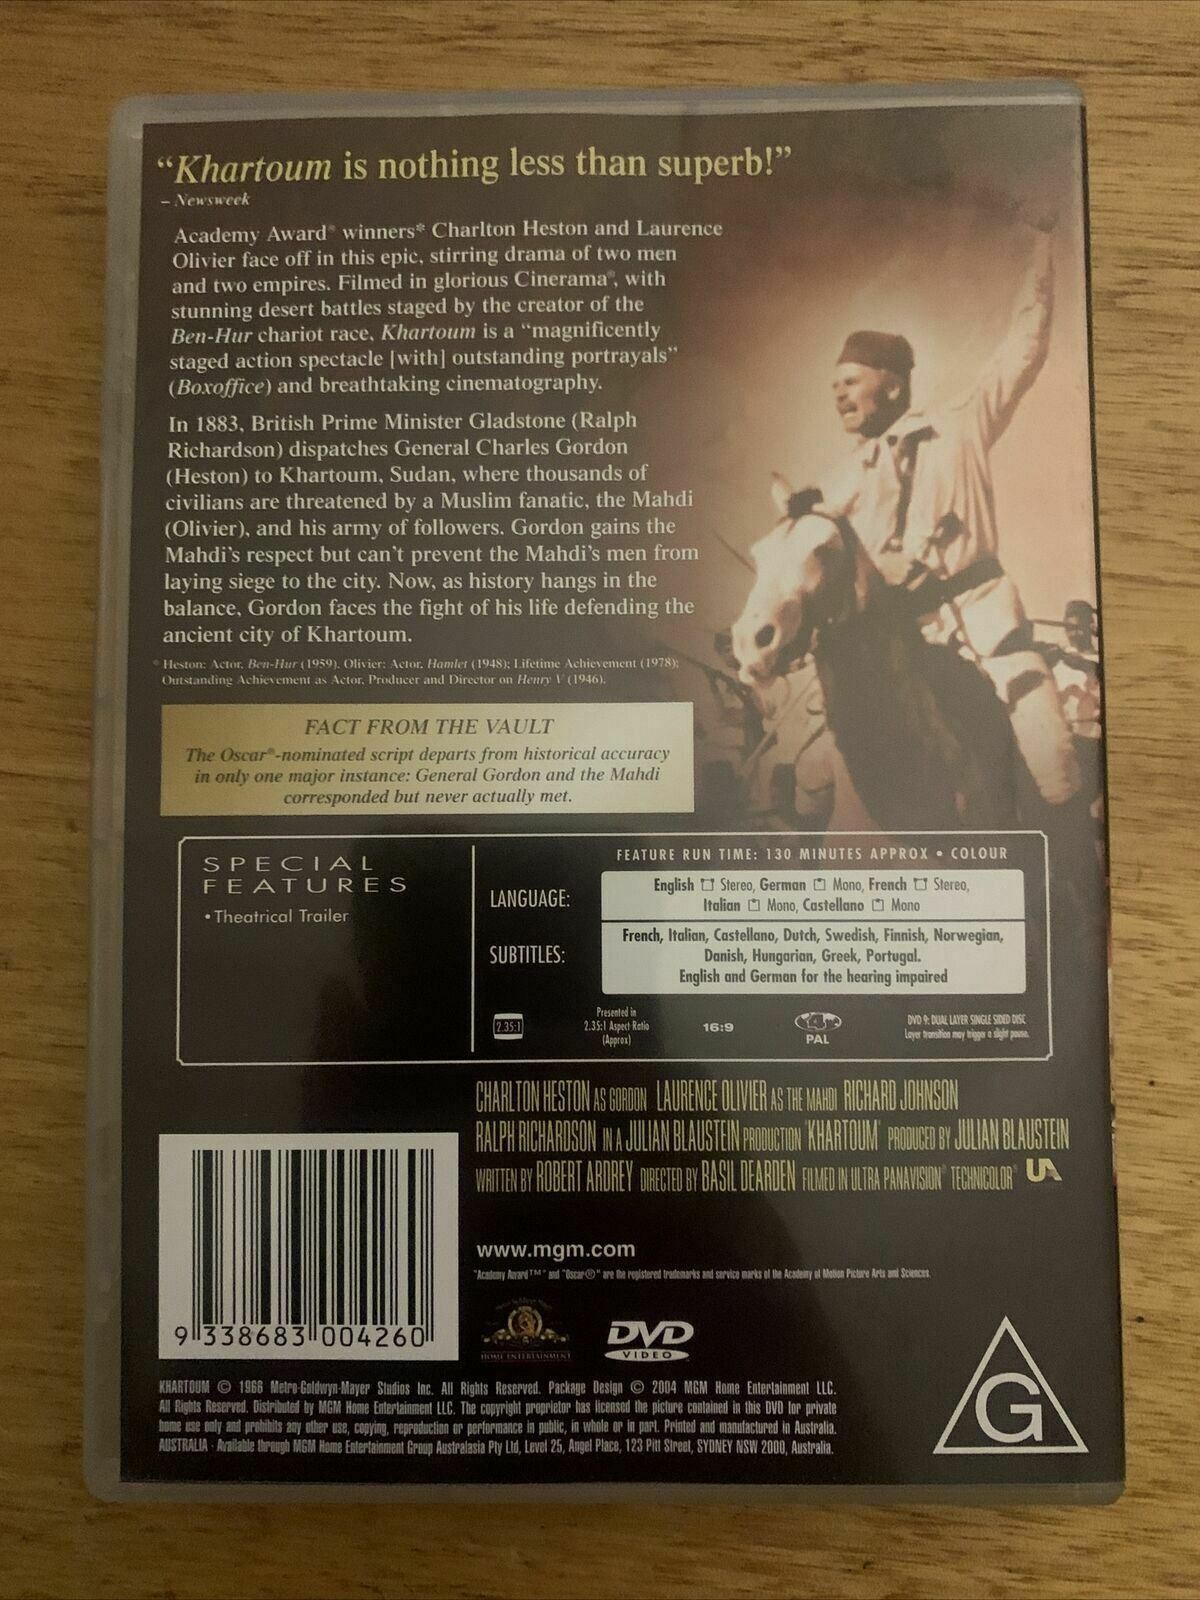 “Khartoum is nothing less than superb!”
– Newsweek
Academy Award® winners* Charlton Heston and Laurence
Olivier face off in this epic, stirring drama of two men
and two empires. Filmed in glorious Cinerama®, with
stunning desert battles staged by the creator of the
Ben-Hur chariot race, Khartoum is a “magnificently
staged action spectacle [with] outstanding portrayals”
(Boxoffice) and breathtaking cinematography.
In 1883, British Prime Minister Gladstone (Ralph
Richardson) dispatches General Charles Gordon
(Heston) to Khartoum, Sudan, where thousands of
civilians are threatened by a Muslim fanatic, the Mahdi
(Olivier), and his army of followers. Gordon gains the
Mahdi’s respect but can’t prevent the Mahdi’s men from
laying siege to the city. Now, as history hangs in the
balance, Gordon faces the fight of his life defending the
ancient city of Khartoum.
* Heston: Actor, Ben-Hur (1959). Olivier: Actor, Hamlet (1948); Lifetime Achievement (1978);
Outstanding Achievement as Actor, Producer and Director on Henry V (1946).
FACT FROM THE VAULT
The Oscar®-nominated script departs from historical accuracy
in only one major instance: General Gordon and the Mahdi
corresponded but never actually met.
SPECIAL
FEATURES
• Theatrical Trailer
FEATURE RUN TIME: 130 MINUTES APPROX • COLOUR
LANGUAGE:
English Stereo, German Mono, French Stereo,
Italian Mono, Castellano Mono
SUBTITLES:
French, Italian, Castellano, Dutch, Swedish, Finnish, Norwegian,
Danish, Hungarian, Greek, Portugal.
English and German for the hearing impaired
2.35:1
Presented in
2.35:1 Aspect Ratio
(Approx)
16:9
4
PAL
DVD 9: DUAL LAYER SINGLE SIDED DISC
Layer transition may trigger a slight pause.
CHARLTON HESTON AS GORDON LAURENCE OLIVIER AS THE MAHDI RICHARD JOHNSON
RALPH RICHARDSON IN A JULIAN BLAUSTEIN PRODUCTION "KHARTOUM" PRODUCED BY JULIAN BLAUSTEIN
WRITTEN BY ROBERT ARDREY DIRECTED BY BASIL DEARDEN FILMED IN ULTRA PANAVISION® TECHNICOLOR® UA
www.mgm.com
"Academy Award™" and "Oscar®" are the registered trademarks and service marks of the Academy of Motion Picture Arts and Sciences.
HOME ENTERTAINMENT
DVD
VIDEO
9 338683 004260
KHARTOUM © 1966 Metro-Goldwyn-Mayer Studios Inc. All Rights Reserved. Package Design © 2004 MGM Home Entertainment LLC.
All Rights Reserved. Distributed by MGM Home Entertainment LLC. The copyright proprietor has licensed the picture contained in this DVD for private
home use only and prohibits any other use, copying, reproduction or performance in public, in whole or in part. Printed and manufactured in Australia.
AUSTRALIA - Available through MGM Home Entertainment Group Australasia Pty Ltd, Level 25, Angel Place, 123 Pitt Street, SYDNEY NSW 2000, Australia.
G